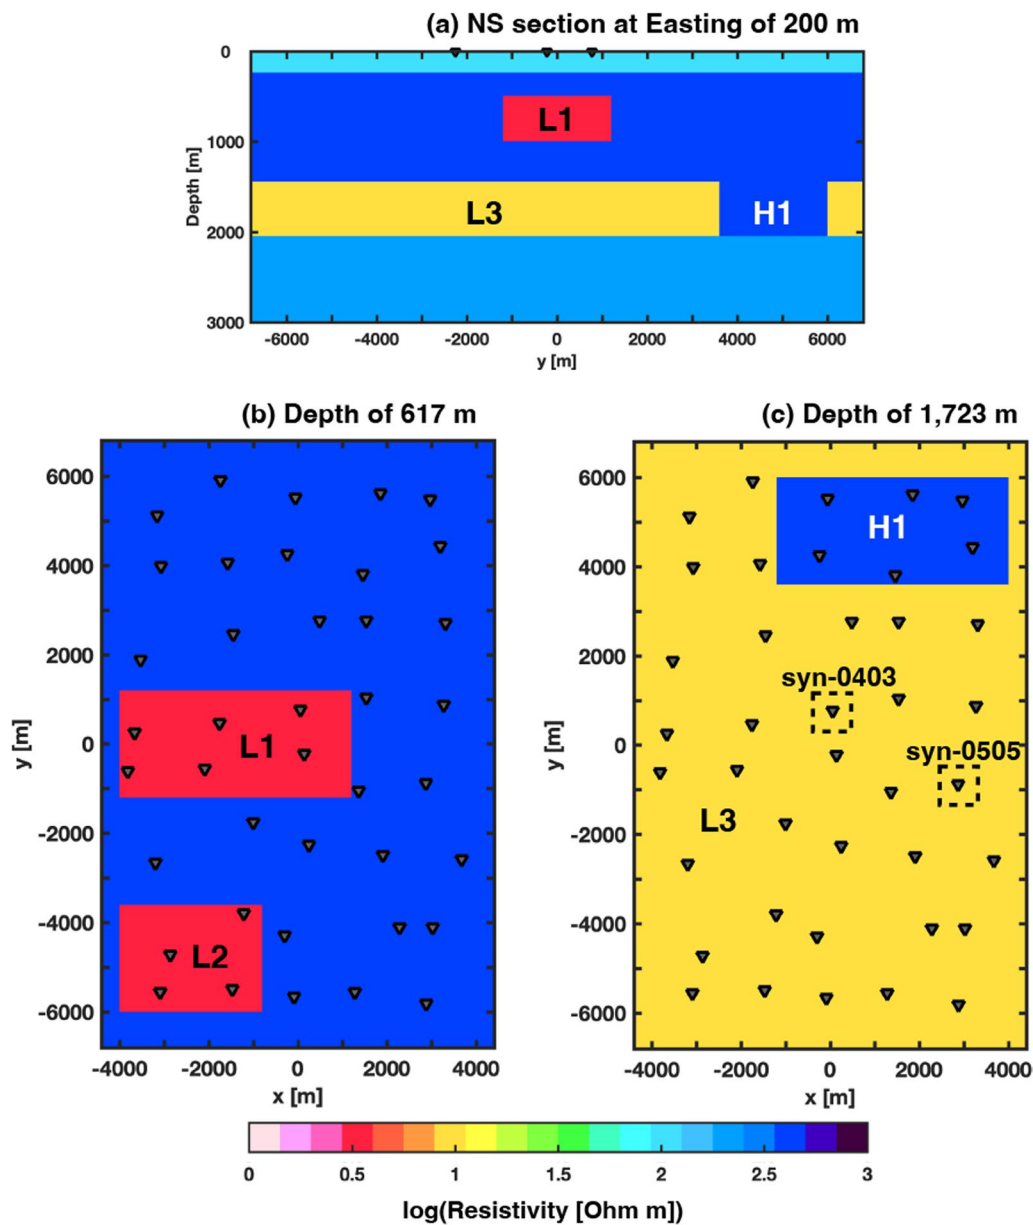 (a) NS section at Easting of 200 m
0
1000
2000
3000
Depth [m]
L1
L3
H1
-6000 -4000 -2000 0 2000 4000 6000
y [m]
(b) Depth of 617 m
6000
4000
2000
0
-2000
-4000
-6000
y [m]
L1
L2
-4000 -2000 0 2000 4000
x [m]
(c) Depth of 1,723 m
6000
4000
2000
0
-2000
-4000
-6000
y [m]
H1
syn-0403
syn-0505
L3
-4000 -2000 0 2000 4000
x [m]
0 0.5 1 1.5 2 2.5 3
log(Resistivity [Ohm m])